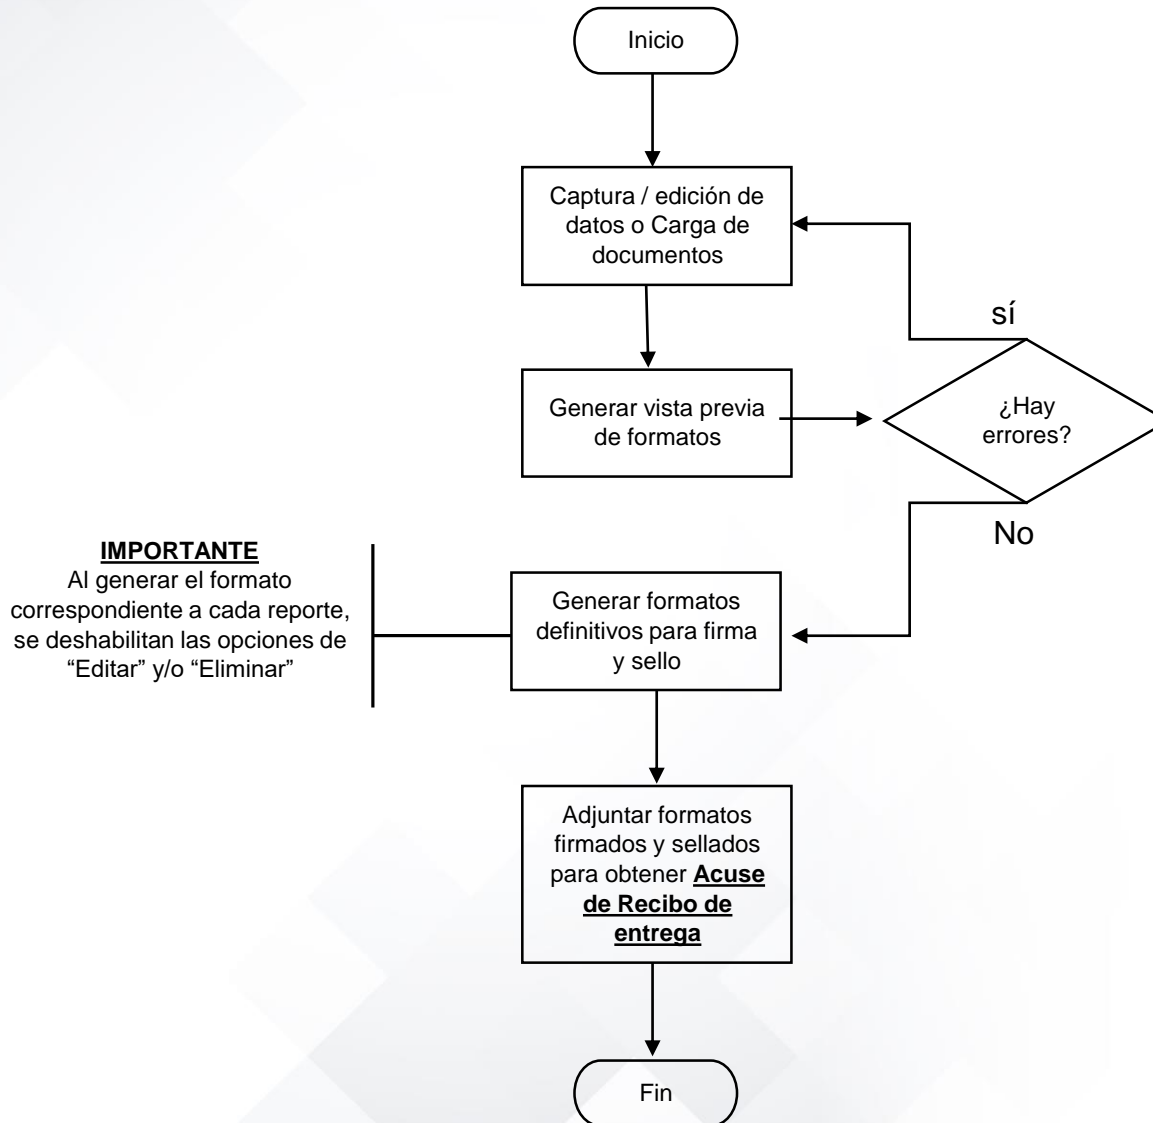 Inicio
Captura / edición de
datos o Carga de
documentos
sí
Generar vista previa
de formatos
¿Hay
errores?
No
IMPORTANTE
Al generar el formato
correspondiente a cada reporte,
se deshabilitan las opciones de
“Editar” y/o “Eliminar”
Generar formatos
definitivos para firma
y sello
Adjuntar formatos
firmados y sellados
para obtener Acuse
de Recibo de
entrega
Fin